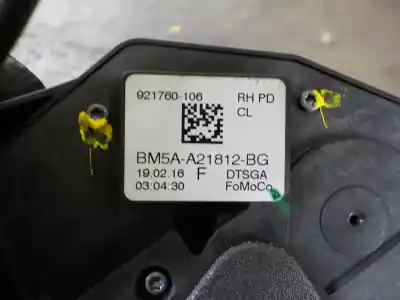 921760-106 RH PD
CL
BM5A-A21812-BG
19.02.16 F DTSGA
03:04:30 FoMoCo